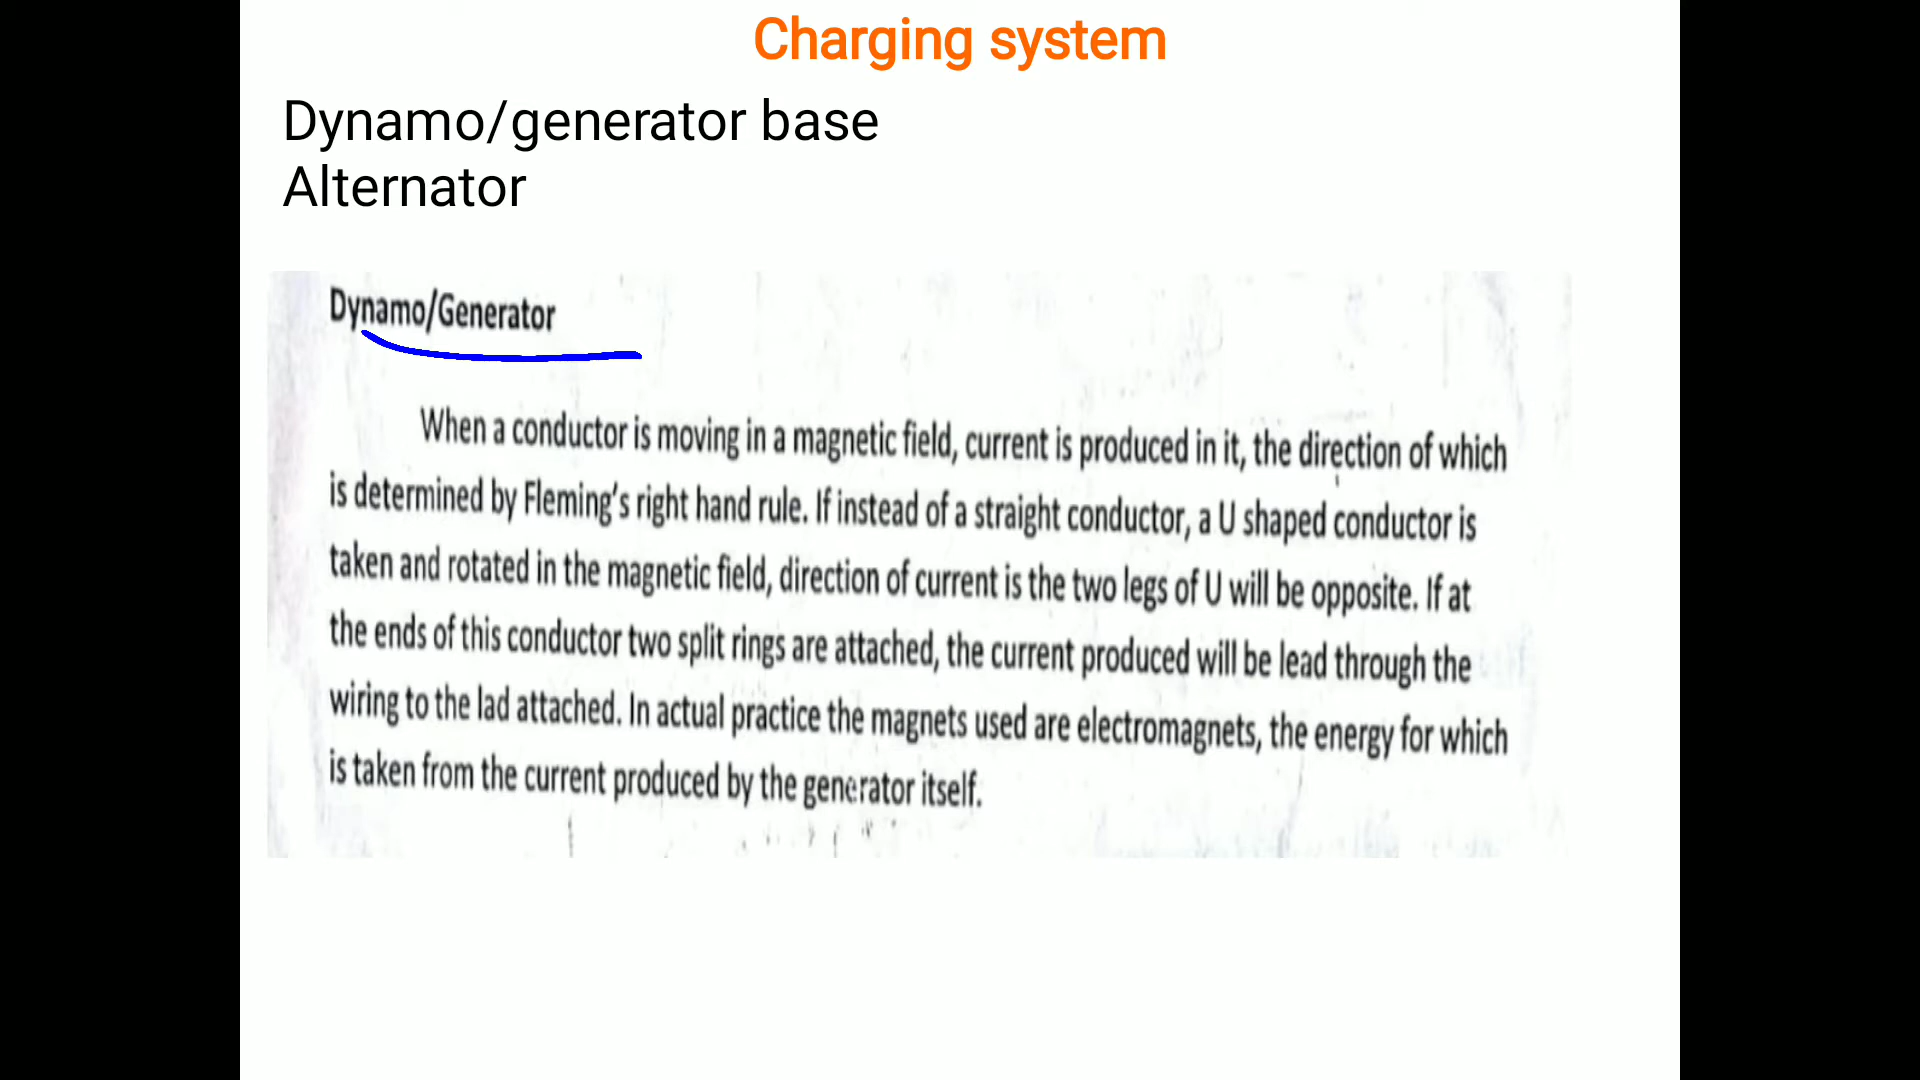 Charging system
Dynamo/generator base
Alternator
Dynamo/Generator
When a conductor is moving in a magnetic field, current is produced in it, the direction of which
is determined by Fleming's right hand rule. If instead of a straight conductor, a U shaped conductor is
taken and rotated in the magnetic field, direction of current is the two legs of U will be opposite. If at
the ends of this conductor two split rings are attached, the current produced will be lead through the
wiring to the lad attached. In actual practice the magnets used are electromagnets, the energy for which
is taken from the current produced by the generator itself.